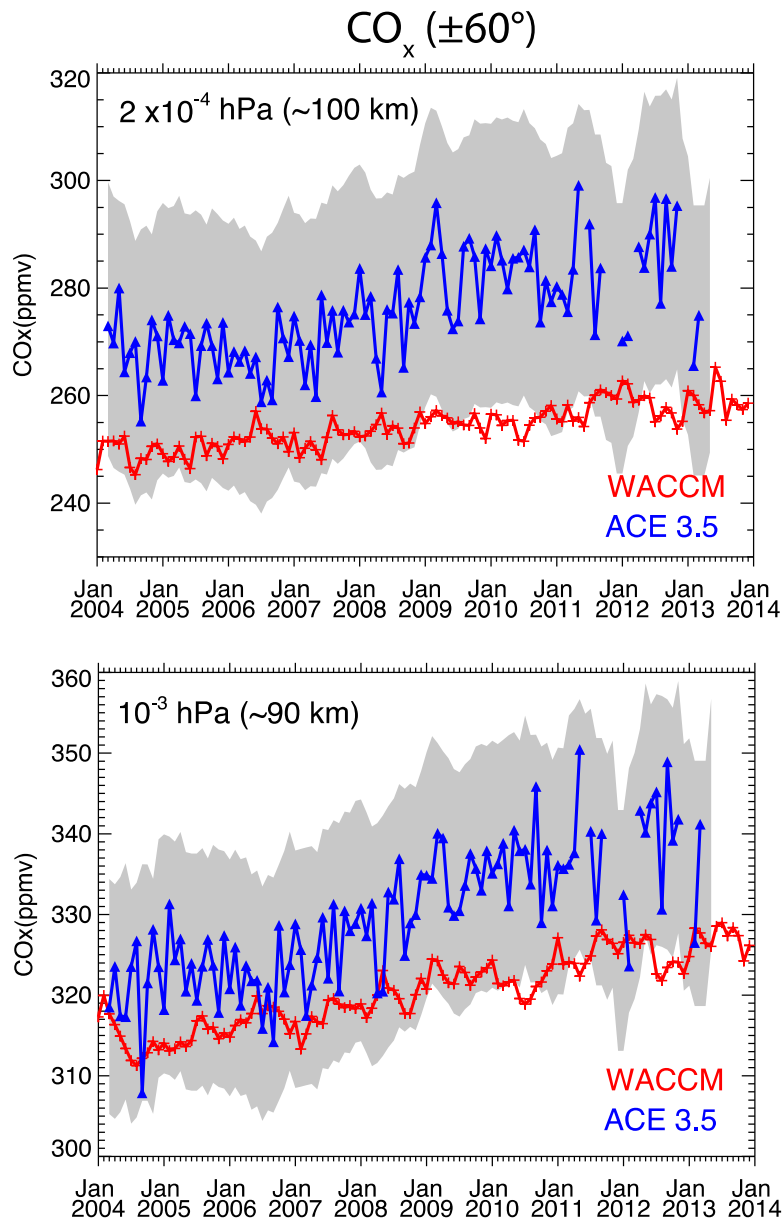 COₓ (±60°)
320
300
280
260
240
COx(ppmv)
2 x10⁻⁴ hPa (~100 km)
WACCM
ACE 3.5
Jan Jan Jan Jan Jan Jan Jan Jan Jan Jan Jan
2004 2005 2006 2007 2008 2009 2010 2011 2012 2013 2014
360
350
340
330
320
310
300
COx(ppmv)
10⁻³ hPa (~90 km)
WACCM
ACE 3.5
Jan Jan Jan Jan Jan Jan Jan Jan Jan Jan Jan
2004 2005 2006 2007 2008 2009 2010 2011 2012 2013 2014